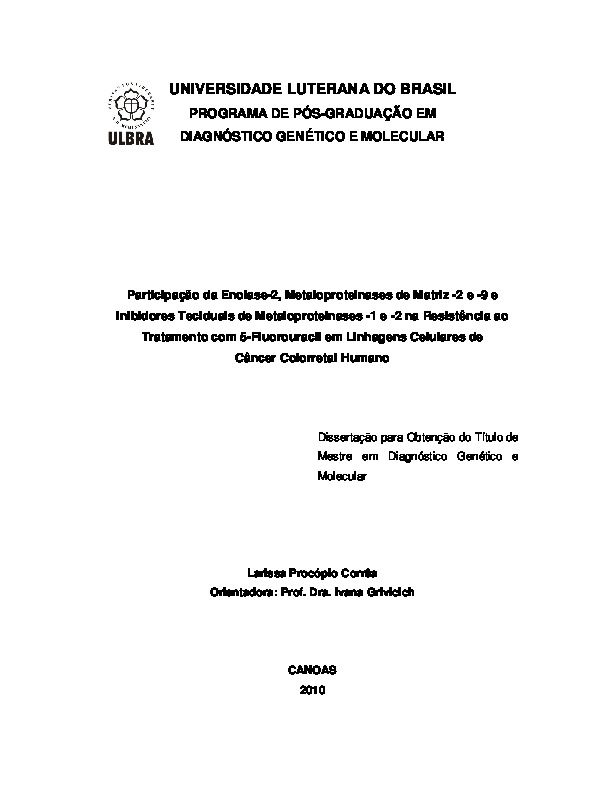 UNIVERSIDADE LUTERANA DO BRASIL
PROGRAMA DE PÓS-GRADUAÇÃO EM
DIAGNÓSTICO GENÉTICO E MOLECULAR
ULBRA
Participação da Enolase-2, Metaloproteinases de Matriz -2 e -9 e
Inibidores Teciduais de Metaloproteinases -1 e -2 na Resistência ao
Tratamento com 5-Fluorouracil em Linhagens Celulares de
Câncer Colorretal Humano
Dissertação para Obtenção do Título de
Mestre em Diagnóstico Genético e
Molecular
Larissa Procópio Corrêa
Orientadora: Prof. Dra. Ivana Grivicich
CANOAS
2010